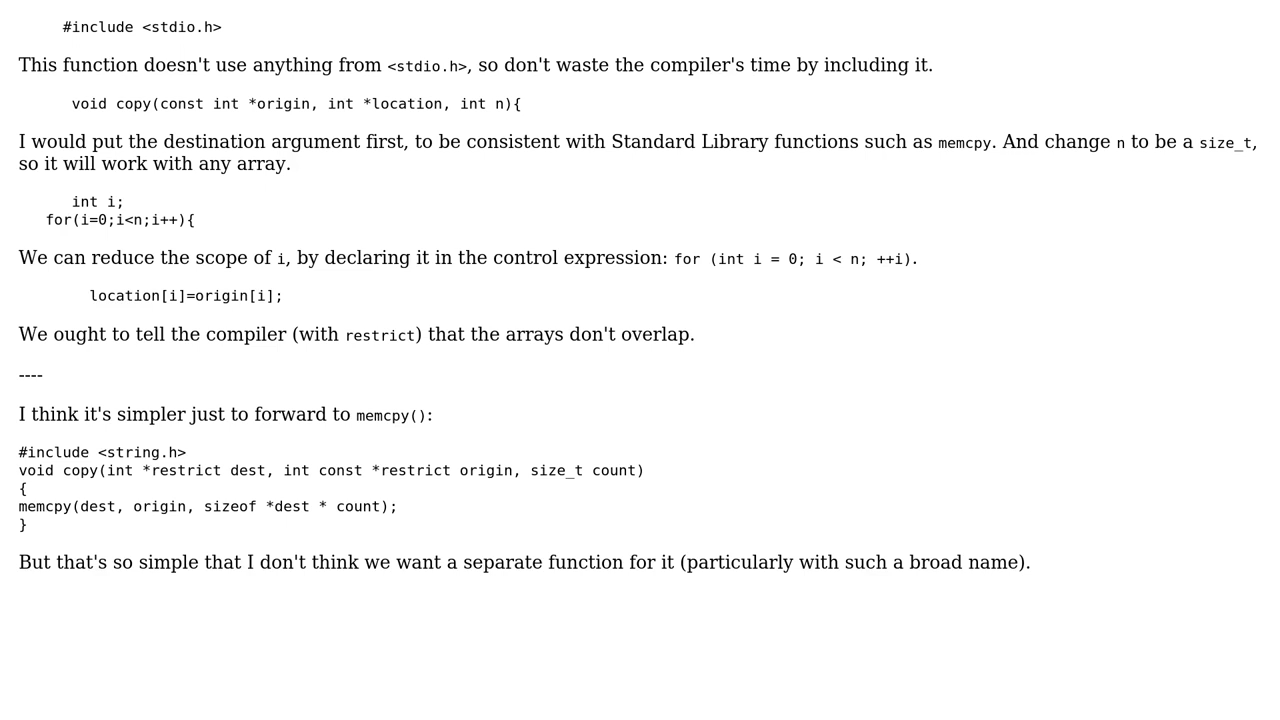 #include <stdio.h>
This function doesn't use anything from <stdio.h>, so don't waste the compiler's time by including it.
void copy(const int *origin, int *location, int n){
I would put the destination argument first, to be consistent with Standard Library functions such as memcpy. And change n to be a size_t,
so it will work with any array.
int i;
for(i=0;i<n;i++){
We can reduce the scope of i, by declaring it in the control expression: for (int i = 0; i < n; ++i).
location[i]=origin[i];
We ought to tell the compiler (with restrict) that the arrays don't overlap.
----
I think it's simpler just to forward to memcpy():
#include <string.h>
void copy(int *restrict dest, int const *restrict origin, size_t count)
{
memcpy(dest, origin, sizeof *dest * count);
}
But that's so simple that I don't think we want a separate function for it (particularly with such a broad name).